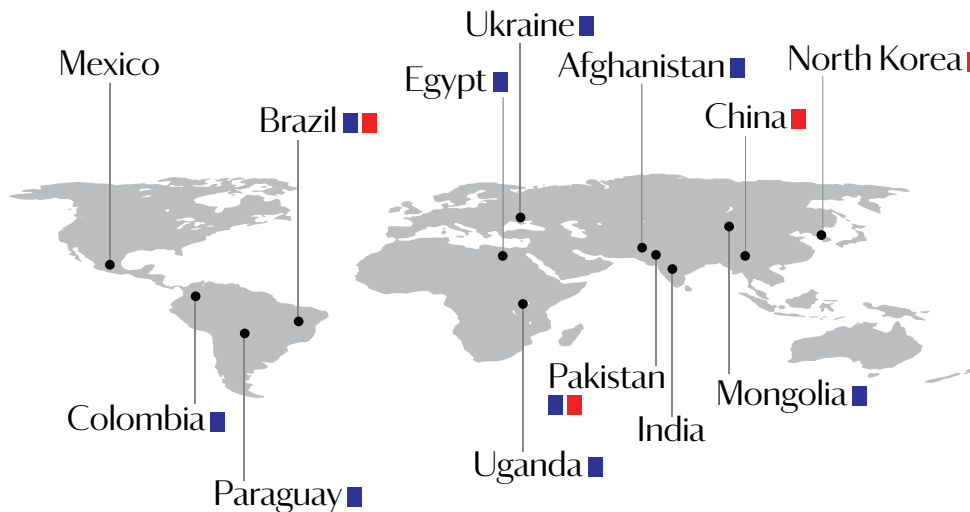 Ukraine
Mexico
Egypt
Afghanistan
North Korea
Brazil
China
Pakistan
Colombia
India
Mongolia
Uganda
Paraguay